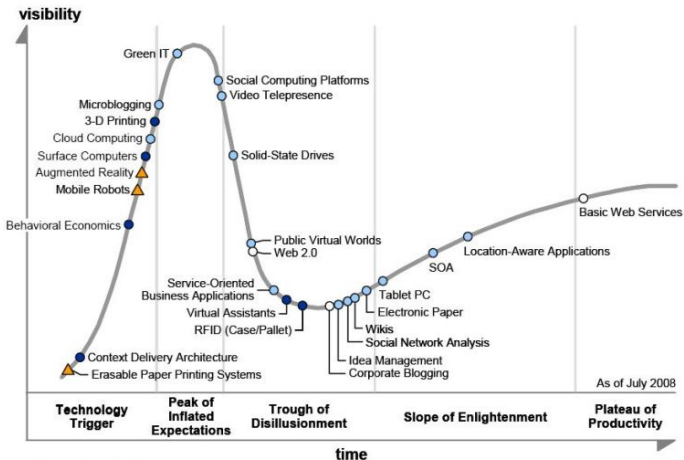 visibility
Green IT
Social Computing Platforms
Video Telepresence
Microblogging
3-D Printing
Cloud Computing
Surface Computers
Solid-State Drives
Augmented Reality
Mobile Robots
Behavioral Economics
Basic Web Services
Public Virtual Worlds
Web 2.0
Location-Aware Applications
SOA
Service-Oriented
Business Applications
Tablet PC
Virtual Assistants
Electronic Paper
RFID (Case/Pallet)
Wikis
Social Network Analysis
Context Delivery Architecture
Idea Management
Erasable Paper Printing Systems
Corporate Blogging
As of July 2008
Technology
Trigger
Peak of
Inflated
Expectations
Trough of
Disillusionment
Slope of Enlightenment
Plateau of
Productivity
time